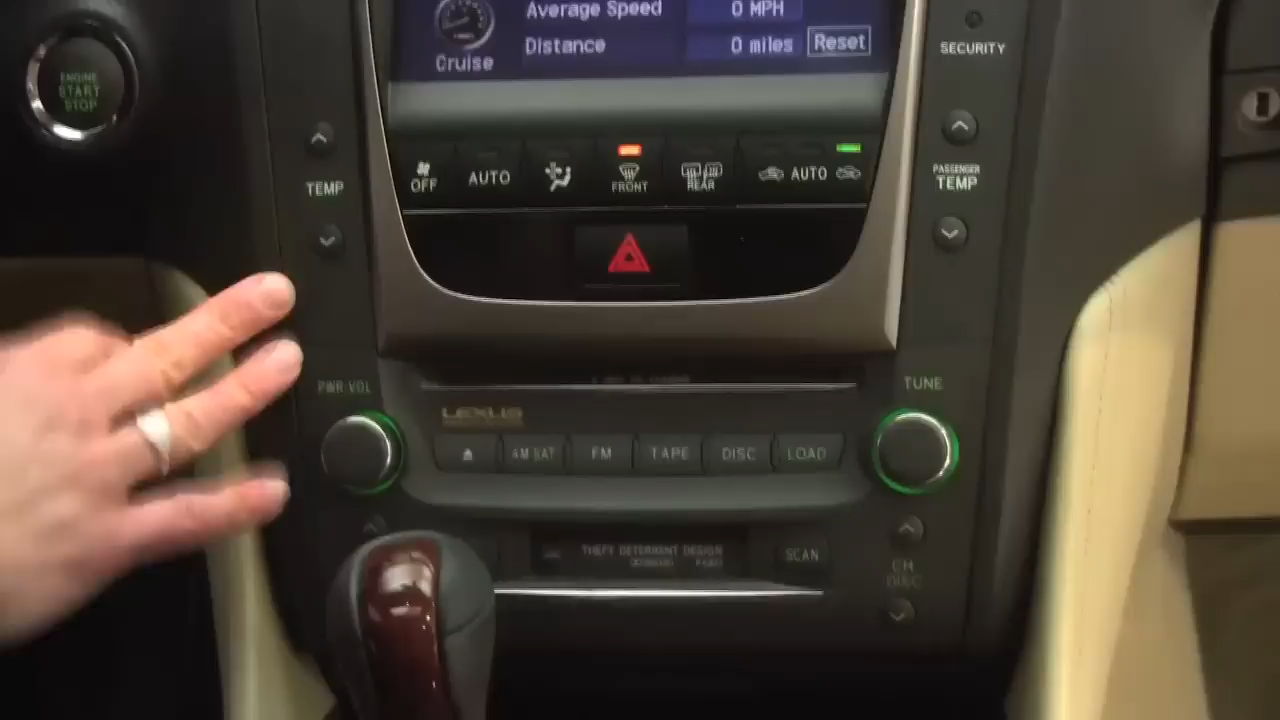 Average Speed 0 MPH
Distance 0 miles Reset
Cruise
SECURITY
ENGINE
START
STOP
TEMP
OFF
AUTO
FRONT
REAR
AUTO
PASSENGER
TEMP
PWR VOL
TUNE
LEXUS
AM SAT
FM
TAPE
DISC
LOAD
THEFT DETERRENT DESIGN
SCAN
CH
DISC